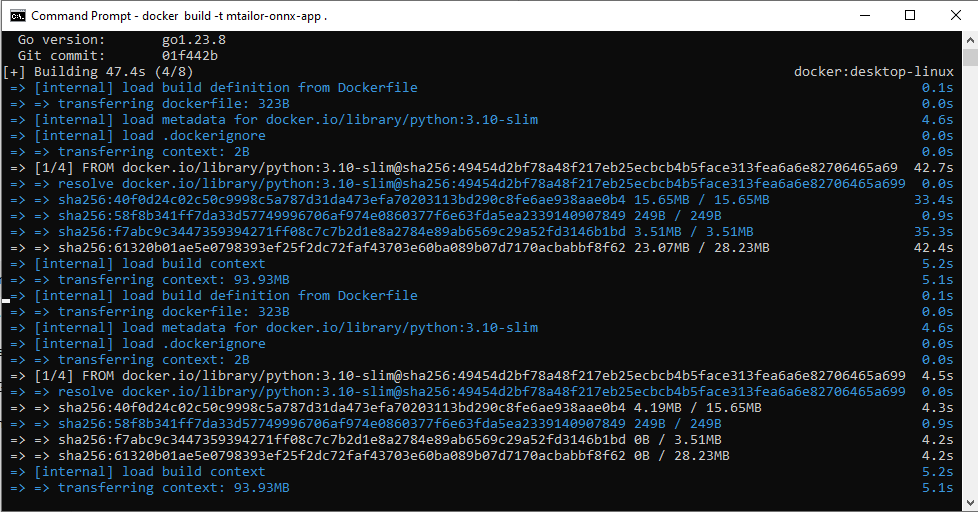 Command Prompt - docker build -t mtailor-onnx-app .
Go version: go1.23.8
Git commit: 01f442b
[+] Building 47.4s (4/8) docker:desktop-linux
=> [internal] load build definition from Dockerfile 0.1s
=> => transferring dockerfile: 323B 0.0s
=> [internal] load metadata for docker.io/library/python:3.10-slim 4.6s
=> [internal] load .dockerignore 0.0s
=> => transferring context: 2B 0.0s
=> [1/4] FROM docker.io/library/python:3.10-slim@sha256:49454d2bf78a48f217eb25ecbcb4b5face313fea6a6e82706465a69 42.7s
=> => resolve docker.io/library/python:3.10-slim@sha256:49454d2bf78a48f217eb25ecbcb4b5face313fea6a6e82706465a699 0.0s
=> => sha256:40f0d24c02c50c9998c5a787d31da473efa70203113bd290c8fe6ae938aae0b4 15.65MB / 15.65MB 33.4s
=> => sha256:58f8b341ff7da33d57749996706af974e0860377f6e63fda5ea2339140907849 249B / 249B 0.9s
=> => sha256:f7abc9c3447359394271ff08c7c7b2d1e8a2784e89ab6569c29a52fd3146b1bd 3.51MB / 3.51MB 35.3s
=> => sha256:61320b01ae5e0798393ef25f2dc72faf43703e60ba089b07d7170acbabbf8f62 23.07MB / 28.23MB 42.4s
=> [internal] load build context 5.2s
=> => transferring context: 93.93MB 5.1s
=> [internal] load build definition from Dockerfile 0.1s
=> => transferring dockerfile: 323B 0.0s
=> [internal] load metadata for docker.io/library/python:3.10-slim 4.6s
=> [internal] load .dockerignore 0.0s
=> => transferring context: 2B 0.0s
=> [1/4] FROM docker.io/library/python:3.10-slim@sha256:49454d2bf78a48f217eb25ecbcb4b5face313fea6a6e82706465a699 4.5s
=> => resolve docker.io/library/python:3.10-slim@sha256:49454d2bf78a48f217eb25ecbcb4b5face313fea6a6e82706465a699 0.0s
=> => sha256:40f0d24c02c50c9998c5a787d31da473efa70203113bd290c8fe6ae938aae0b4 4.19MB / 15.65MB 4.3s
=> => sha256:58f8b341ff7da33d57749996706af974e0860377f6e63fda5ea2339140907849 249B / 249B 0.9s
=> => sha256:f7abc9c3447359394271ff08c7c7b2d1e8a2784e89ab6569c29a52fd3146b1bd 0B / 3.51MB 4.2s
=> => sha256:61320b01ae5e0798393ef25f2dc72faf43703e60ba089b07d7170acbabbf8f62 0B / 28.23MB 4.2s
=> [internal] load build context 5.2s
=> => transferring context: 93.93MB 5.1s